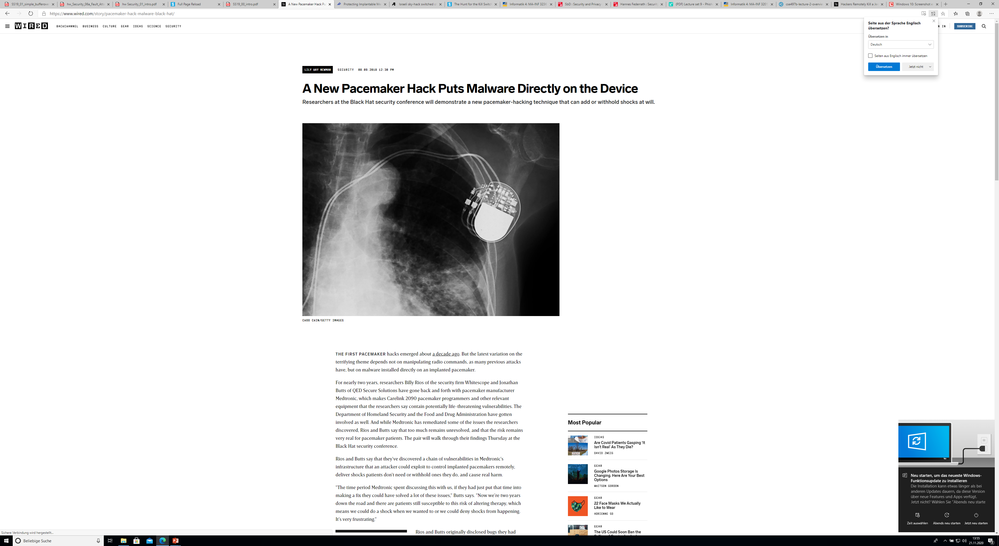 SS19_01_simple_bufferove
hw_Security_06a_Fault_Atta
hw Security_01_intro.pdf
Full Page Reload
SS19_00_intro.pdf
A New Pacemaker Hack Pu
Protecting Implantable Me
Israeli sky-hack switched o
The Hunt for the Kill Switch
Informatik 4: MA-INF 3236
SbD : Security and Privacy
Hannes Federrath : Security
(PDF) Lecture set 9 - Phish
Informatik 4: MA-INF 3201
cse497b-lecture-2-overvie
Hackers Remotely Kill a Jee
Windows 10: Screenshot e
https://www.wired.com/story/pacemaker-hack-malware-black-hat/
WIRED
BACKCHANNEL BUSINESS CULTURE GEAR IDEAS SCIENCE SECURITY
N IN
SUBSCRIBE
Seite aus der Sprache Englisch
übersetzen?
Übersetzen in
Deutsch
Seiten aus Englisch immer übersetzen
Übersetzen
Jetzt nicht
LILY HAY NEWMAN SECURITY 08.09.2018 12:30 PM
A New Pacemaker Hack Puts Malware Directly on the Device
Researchers at the Black Hat security conference will demonstrate a new pacemaker-hacking technique that can add or withhold shocks at will.
CHOO CHIN/GETTY IMAGES
THE FIRST PACEMAKER hacks emerged about a decade ago. But the latest variation on the
terrifying theme depends not on manipulating radio commands, as many previous attacks
have, but on malware installed directly on an implanted pacemaker.
For nearly two years, researchers Billy Rios of the security firm Whitescope and Jonathan
Butts of QED Secure Solutions have gone back and forth with pacemaker manufacturer
Medtronic, which makes Carelink 2090 pacemaker programmers and other relevant
equipment that the researchers say contain potentially life-threatening vulnerabilities. The
Department of Homeland Security and the Food and Drug Administration have gotten
involved as well. And while Medtronic has remediated some of the issues the researchers
discovered, Rios and Butts say that too much remains unresolved, and that the risk remains
very real for pacemaker patients. The pair will walk through their findings Thursday at the
Black Hat security conference.
Rios and Butts say that they've discovered a chain of vulnerabilities in Medtronic's
infrastructure that an attacker could exploit to control implanted pacemakers remotely,
deliver shocks patients don't need or withhold ones they do, and cause real harm.
"The time period Medtronic spent discussing this with us, if they had just put that time into
making a fix they could have solved a lot of these issues," Butts says. "Now we're two years
down the road and there are patients still susceptible to this risk of altering therapy, which
means we could do a shock when we wanted to or we could deny shocks from happening.
It's very frustrating."
Rios and Butts originally disclosed bugs they had
Most Popular
IDEAS
Are Covid Patients Gasping ‘It
Isn’t Real’ As They Die?
DAVID ZWEIG
GEAR
Google Photos Storage Is
Changing. Here Are Your Best
Options
WHITSON GORDON
GEAR
22 Face Masks We Actually
Like to Wear
ADRIENNE SO
GEAR
The US Could Soon Ban the
Neu starten, um das neueste Windows-
Funktionsupdate zu installieren
Die Installation kann etwas länger als bei
anderen Updates dauern, da diese Version
über neue Features und Apps verfügt.
Jetzt nicht? Wählen Sie "Abends neu starte
Zeit auswählen
Abends neu starten
Jetzt neu starten
Sichere Verbindung wird hergestellt...
Beliebige Suche
13:55
21.11.2020
2